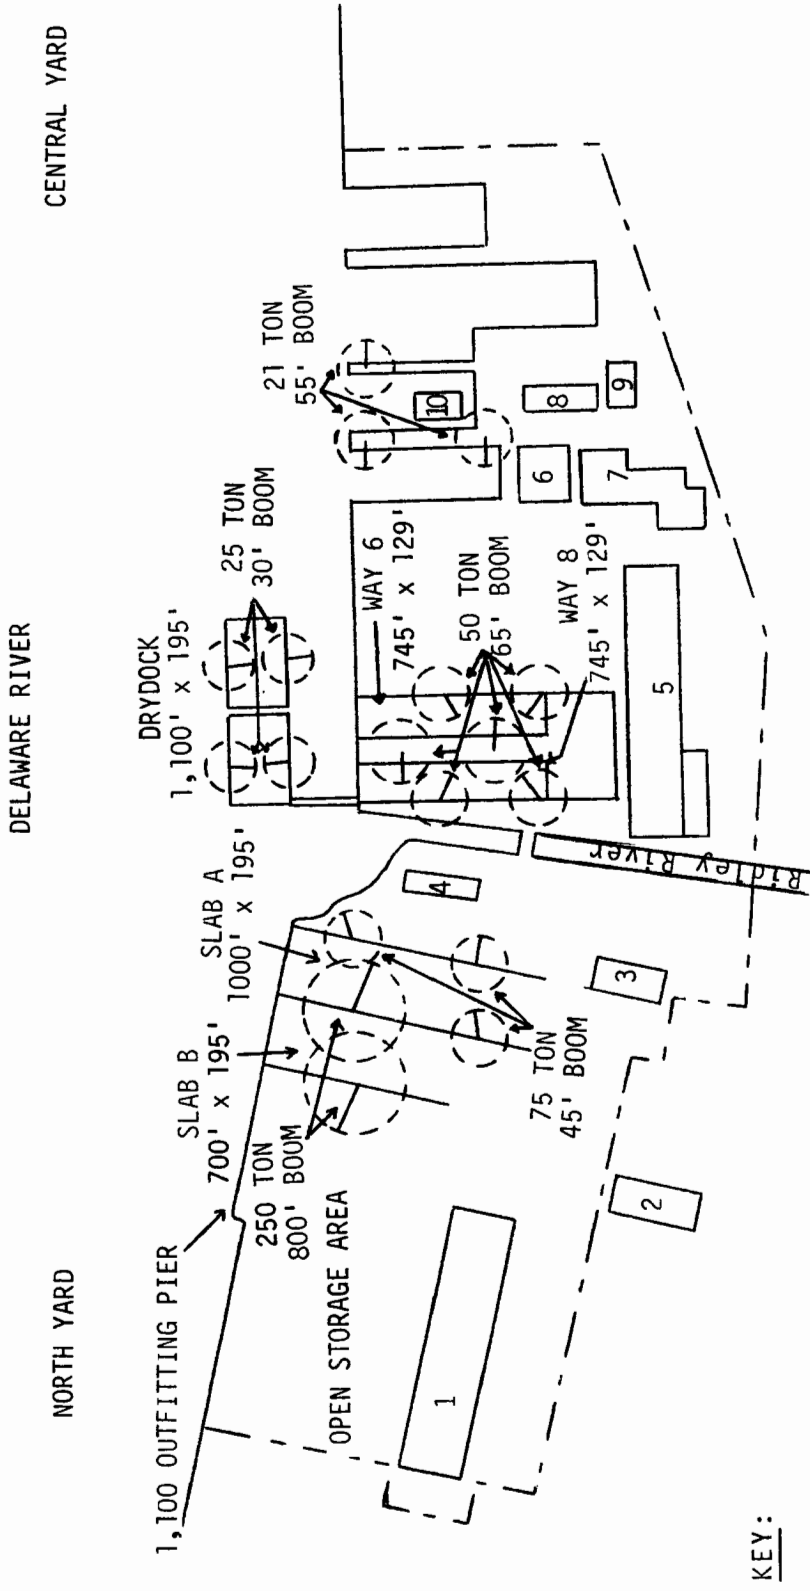 DELAWARE RIVER
NORTH YARD
CENTRAL YARD
1,100 OUTFITTING PIER
SLAB B
700' x 195'
SLAB A
1000' x 195'
DRYDOCK
1,100' x 195'
25 TON
30' BOOM
21 TON
55' BOOM
250 TON
800' BOUM
OPEN STORAGE AREA
75 TON
45' BOOM
WAY 6
745' x 129'
50 TON
65' BOOM
WAY 8
745' x 129'
Ridley River
1
2
3
4
5
6
7
8
9
10
KEY: